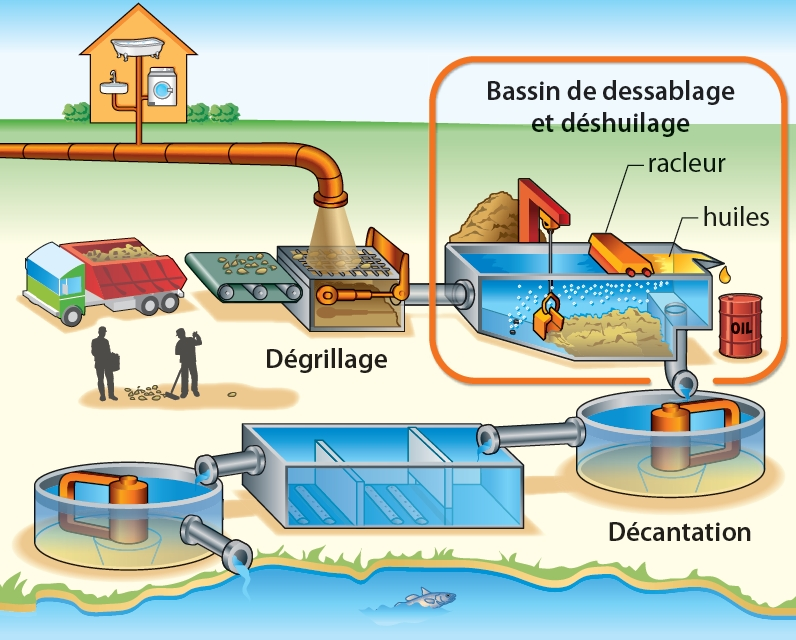 Bassin de dessablage
et déshuilage
racleur
huiles
OIL
Dégrillage
Décantation